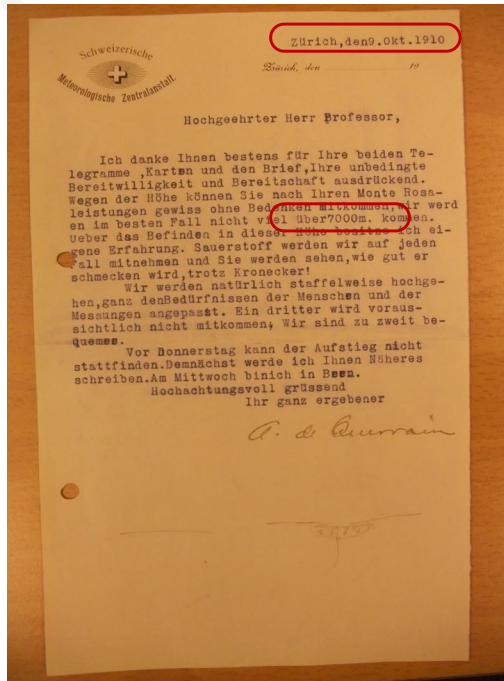 Zürich,den9.Okt.1910
Schweizerische
Meteorologische Zentralanstalt.
Zürich, den 19
Hochgeehrter Herr Professor,
Ich danke Ihnen bestens für Ihre beiden Te-
legramme ,Karten und den Brief,Ihre unbedingte
Bereitwilligkeit und Bereitschaft ausdrückend.
Wegen der Höhe können Sie nach Ihren Monte Rosa-
leistungen gewiss ohne Bedenken mitkommen,wir werd
en im besten Fall nicht viel über7000m. kommen.
Ueber das Befinden in dieser Höhe besitze ich ei-
gene Erfahrung. Sauerstoff werden wir auf jeden
Fall mitnehmen und Sie werden sehen,wie gut er
schmecken wird,trotz Kronecker!
Wir werden natürlich staffelweise hochge-
hen,ganz denBedürfnissen der Menschen und der
Messungen angepasst. Ein dritter wird voraus-
sichtlich nicht mitkommen, Wir sind zu zweit be-
quemer.
Vor Donnerstag kann der Aufstieg nicht
stattfinden.Demnächst werde ich Ihnen Näheres
schreiben.Am Mittwoch binich in Bern.
Hochachtungsvoll grüssend
Ihr ganz ergebener
A. de Quervain